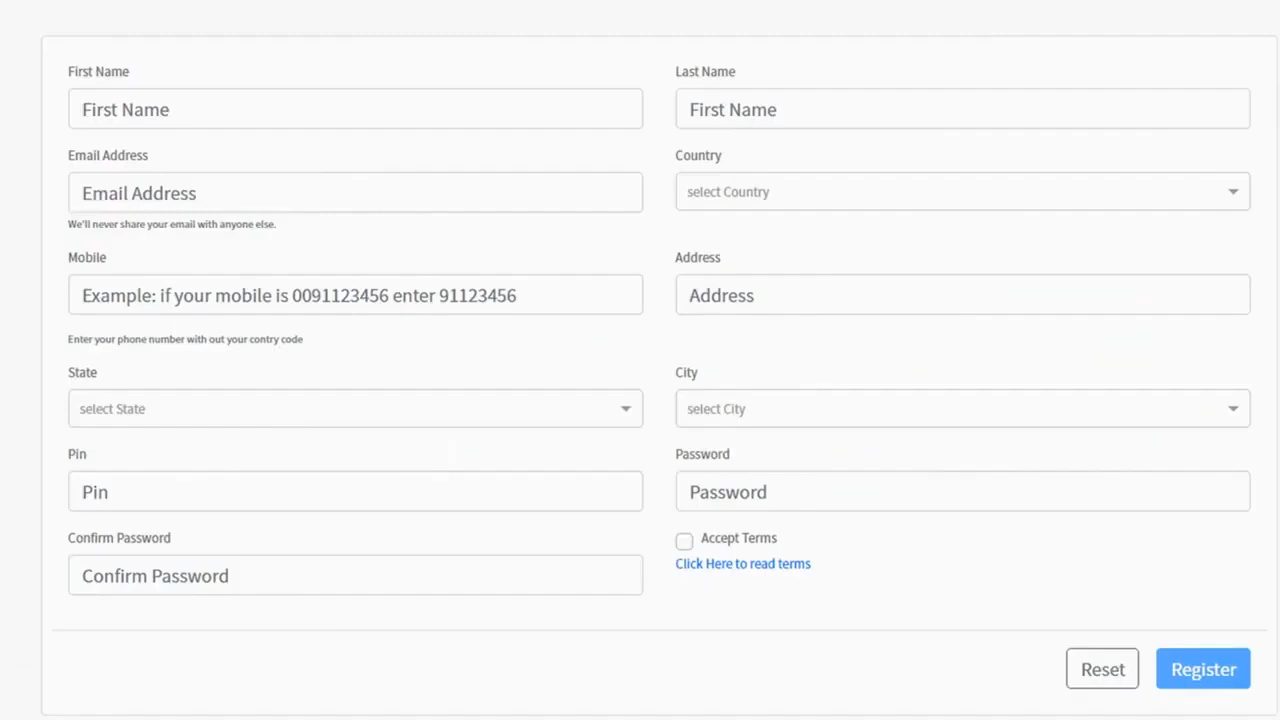 First Name
Last Name
First Name
First Name
Email Address
Country
Email Address
select Country
We'll never share your email with anyone else.
Mobile
Address
Example: if your mobile is 0091123456 enter 91123456
Address
Enter your phone number with out your contry code
State
City
select State
select City
Pin
Password
Pin
Password
Confirm Password
Accept Terms
Click Here to read terms
Confirm Password
Reset
Register